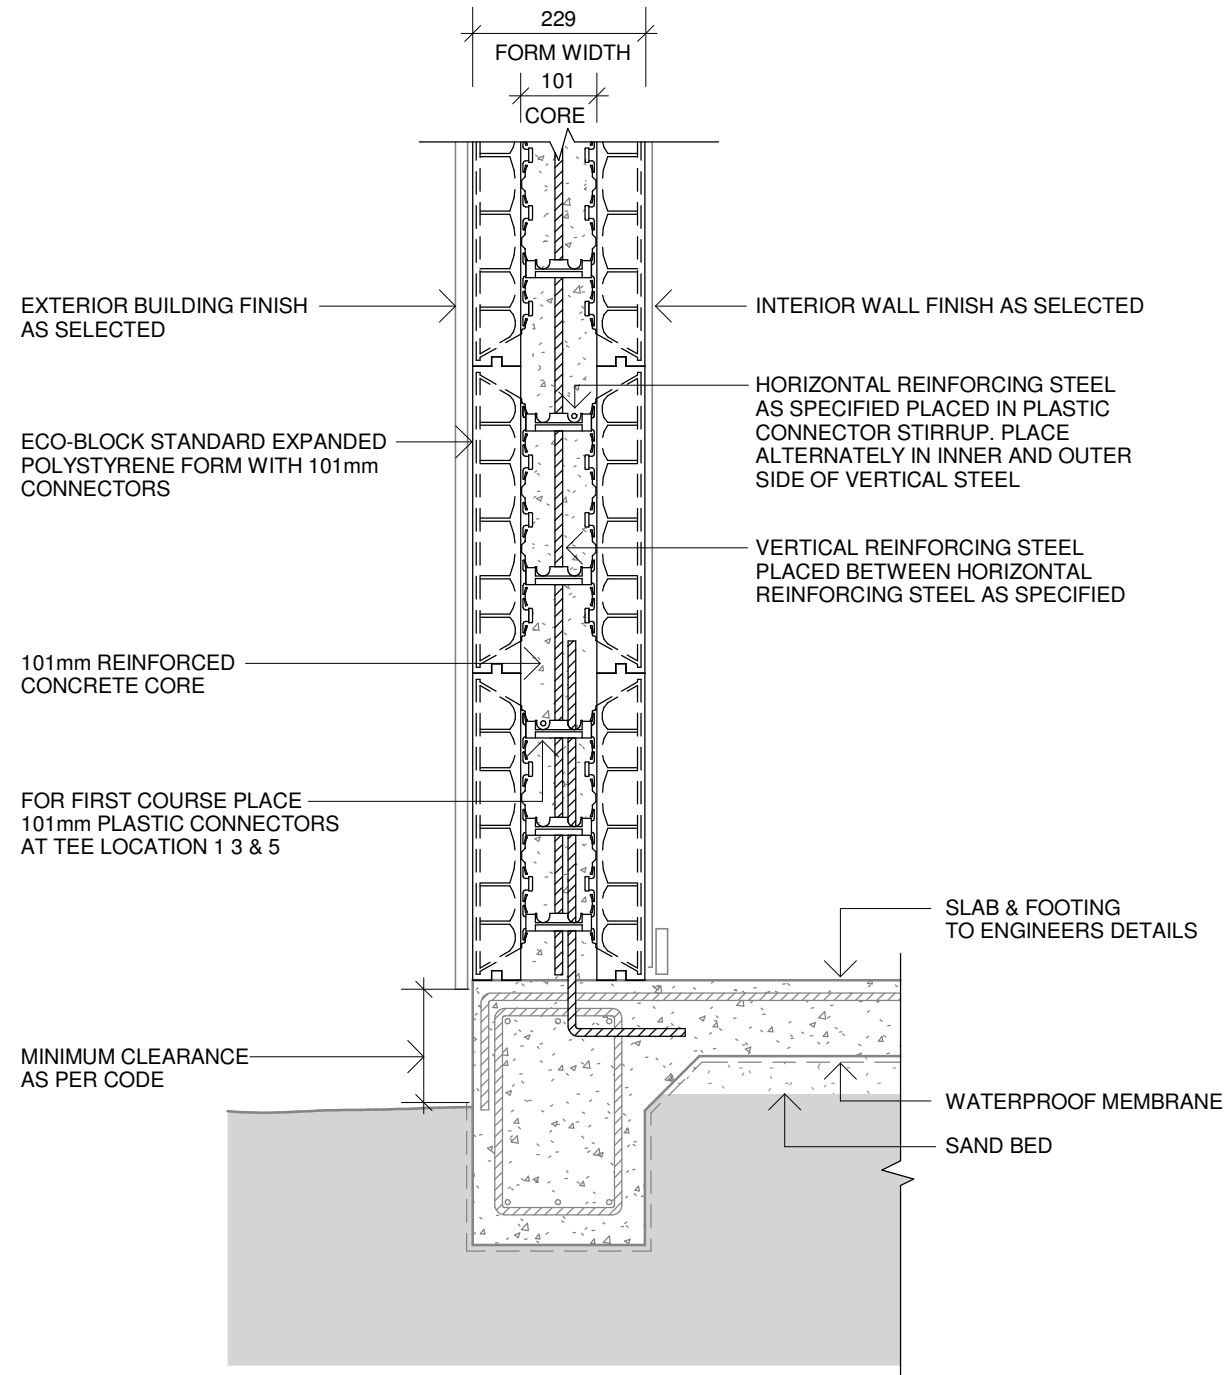 229
FORM WIDTH
101
CORE
EXTERIOR BUILDING FINISH
AS SELECTED
INTERIOR WALL FINISH AS SELECTED
HORIZONTAL REINFORCING STEEL
AS SPECIFIED PLACED IN PLASTIC
CONNECTOR STIRRUP. PLACE
ALTERNATELY IN INNER AND OUTER
SIDE OF VERTICAL STEEL
ECO-BLOCK STANDARD EXPANDED
POLYSTYRENE FORM WITH 101mm
CONNECTORS
VERTICAL REINFORCING STEEL
PLACED BETWEEN HORIZONTAL
REINFORCING STEEL AS SPECIFIED
101mm REINFORCED
CONCRETE CORE
FOR FIRST COURSE PLACE
101mm PLASTIC CONNECTORS
AT TEE LOCATION 1 3 & 5
SLAB & FOOTING
TO ENGINEERS DETAILS
MINIMUM CLEARANCE
AS PER CODE
WATERPROOF MEMBRANE
SAND BED